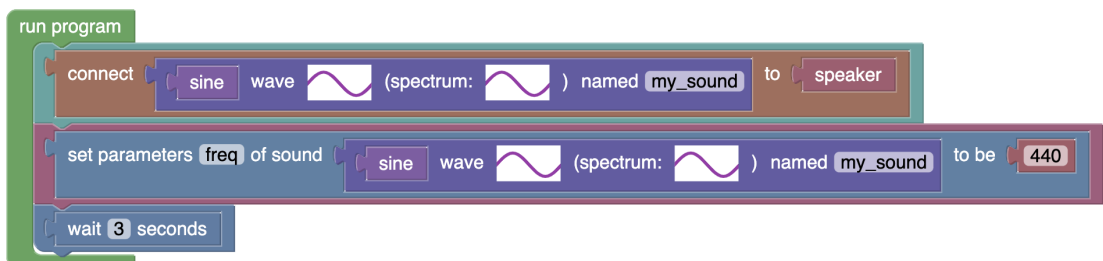 run program
connect sine wave (spectrum: ) named my_sound to speaker
set parameters freq of sound sine wave (spectrum: ) named my_sound to be 440
wait 3 seconds